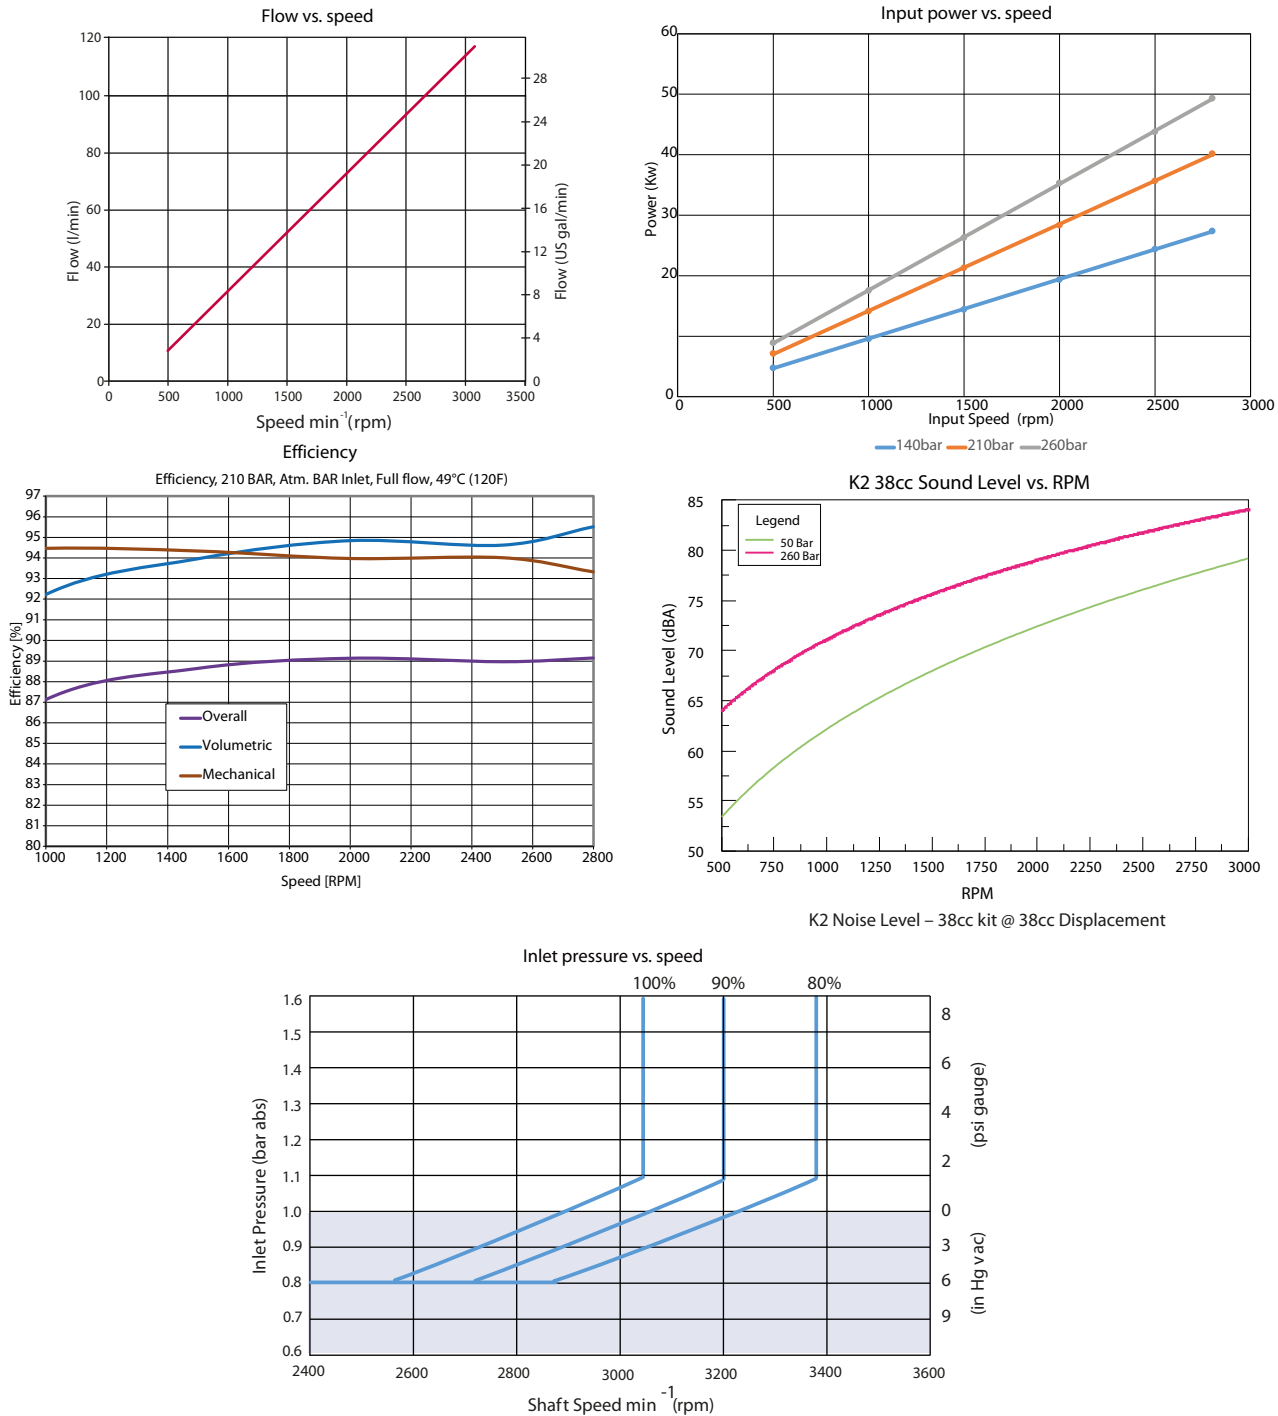 Flow vs. speed
120
100
80
60
40
20
0
Fl ow (l/min)
28
24
20
16
12
8
4
0
Flow (US gal/min)
0 500 1000 1500 2000 2500 3000 3500
Speed min-1(rpm)
Input power vs. speed
60
50
40
30
20
0
Power (Kw)
0 500 1000 1500 2000 2500 3000
Input Speed (rpm)
140bar 210bar 260bar
Efficiency
Efficiency, 210 BAR, Atm. BAR Inlet, Full flow, 49°C (120F)
97
96
95
94
93
92
91
90
89
88
87
86
85
84
83
82
81
80
Efficiency [%]
Overall
Volumetric
Mechanical
1000 1200 1400 1600 1800 2000 2200 2400 2600 2800
Speed [RPM]
K2 38cc Sound Level vs. RPM
85
80
75
70
65
60
55
50
Sound Level (dBA)
Legend
50 Bar
260 Bar
500 750 1000 1250 1500 1750 2000 2250 2500 2750 3000
RPM
K2 Noise Level – 38cc kit @ 38cc Displacement
Inlet pressure vs. speed
100% 90% 80%
1.6
1.5
1.4
1.3
1.2
1.1
1.0
0.9
0.8
0.7
0.6
Inlet Pressure (bar abs)
8
6
4
2
0
3
6
9
(psi gauge)
(in Hg vac)
2400 2600 2800 3000 3200 3400 3600
Shaft Speed min-1(rpm)